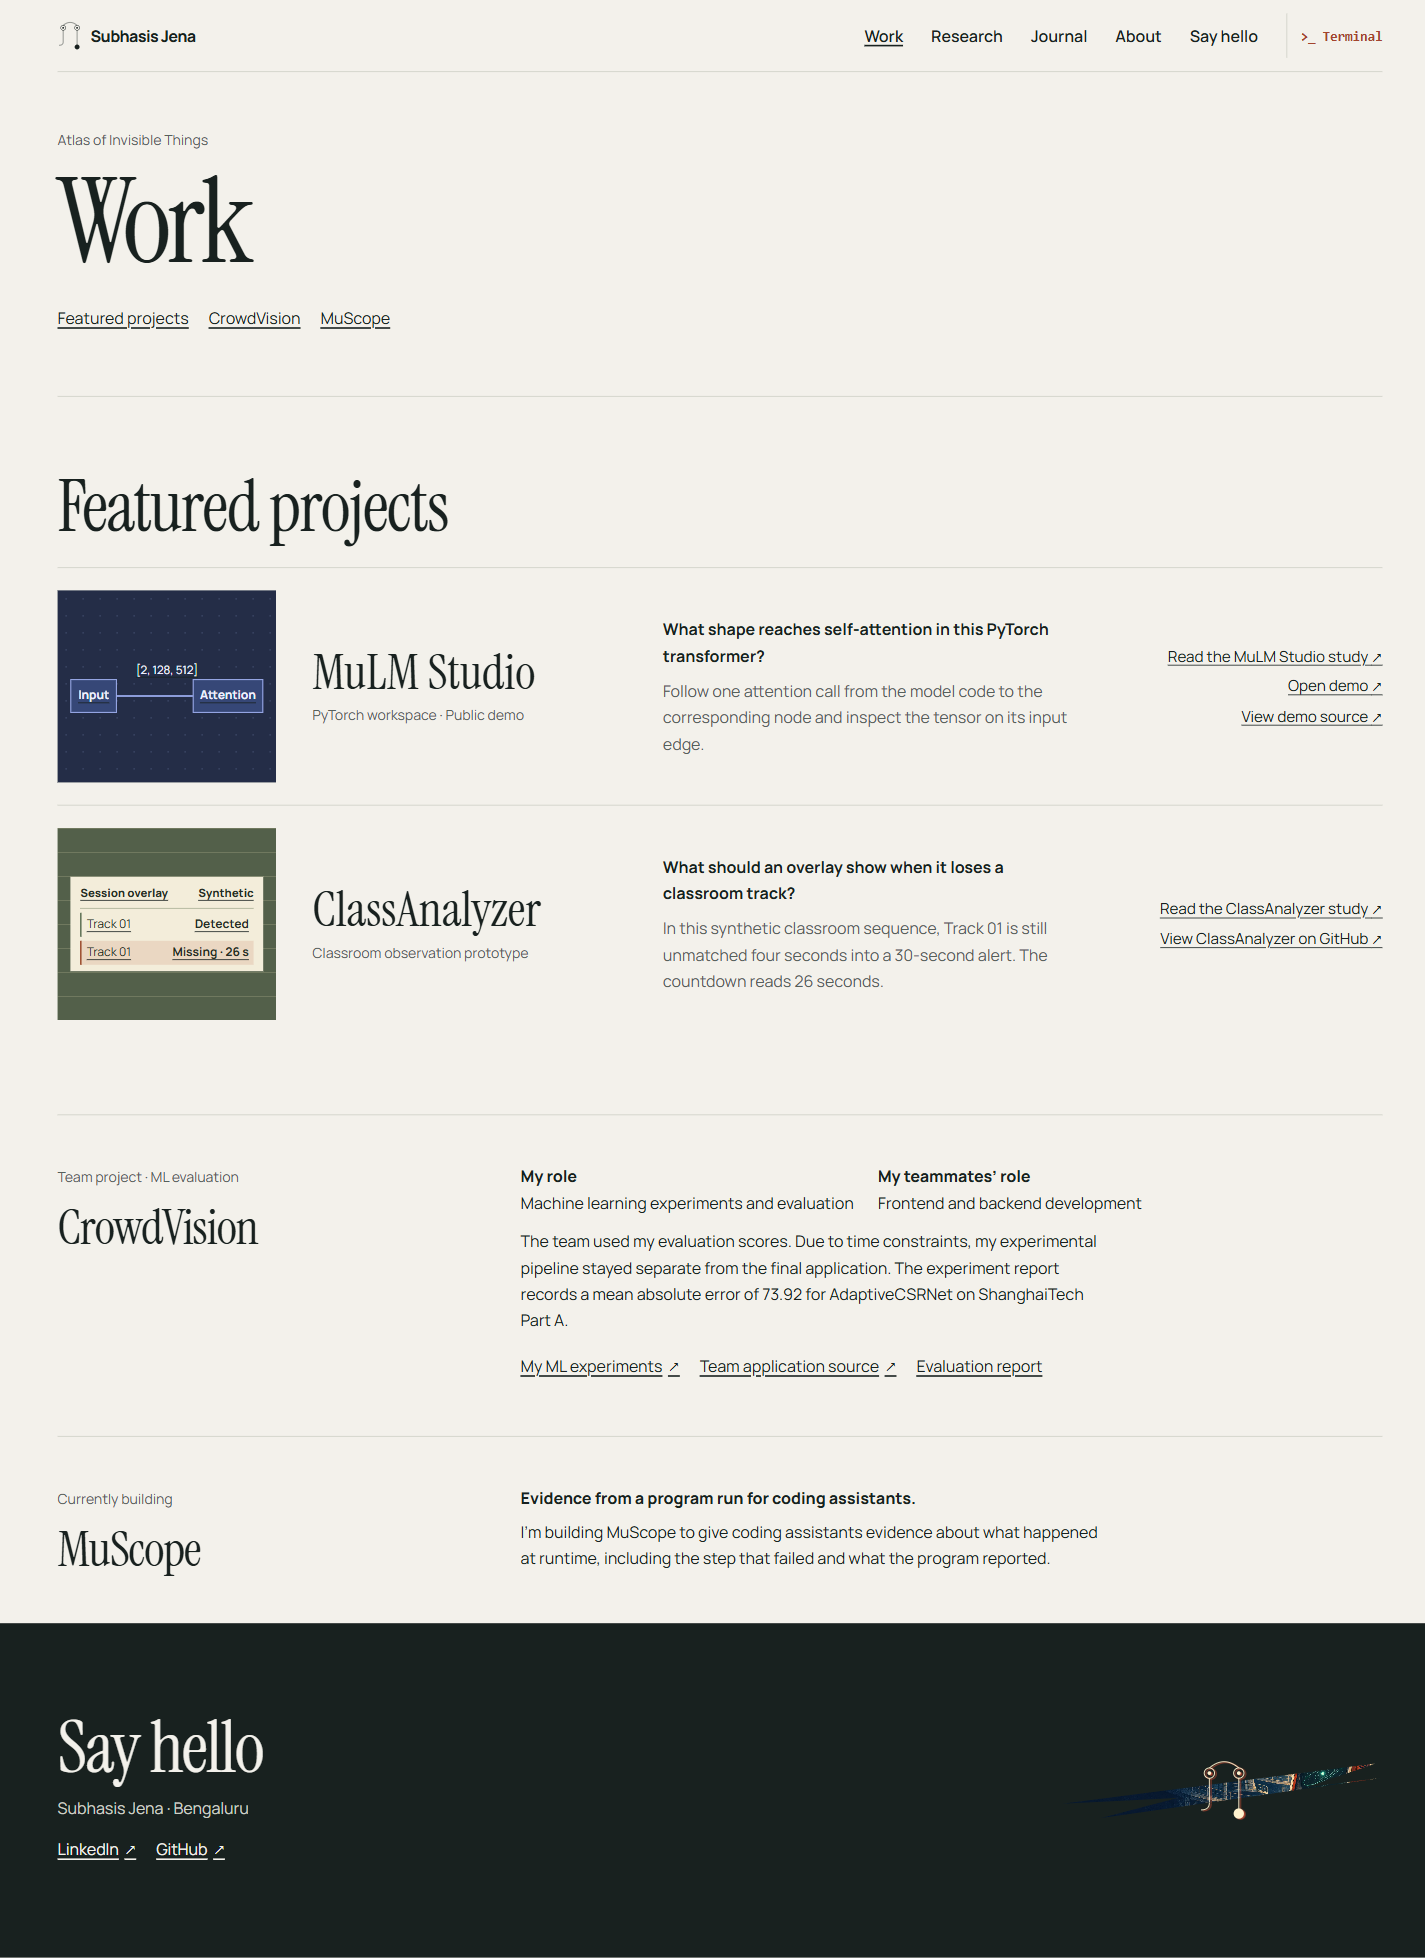 Subhasis Jena
Work Research Journal About Say hello >_ Terminal
Atlas of Invisible Things
Work
Featured projects CrowdVision MuScope
Featured projects
[2, 128, 512]
Input Attention
MuLM Studio
PyTorch workspace · Public demo
What shape reaches self-attention in this PyTorch
transformer?
Follow one attention call from the model code to the
corresponding node and inspect the tensor on its input
edge.
Read the MuLM Studio study ↗
Open demo ↗
View demo source ↗
Session overlay Synthetic
Track 01 Detected
Track 01 Missing · 26 s
ClassAnalyzer
Classroom observation prototype
What should an overlay show when it loses a
classroom track?
In this synthetic classroom sequence, Track 01 is still
unmatched four seconds into a 30-second alert. The
countdown reads 26 seconds.
Read the ClassAnalyzer study ↗
View ClassAnalyzer on GitHub ↗
Team project · ML evaluation
CrowdVision
My role
Machine learning experiments and evaluation
My teammates’ role
Frontend and backend development
The team used my evaluation scores. Due to time constraints, my experimental
pipeline stayed separate from the final application. The experiment report
records a mean absolute error of 73.92 for AdaptiveCSRNet on ShanghaiTech
Part A.
My ML experiments ↗ Team application source ↗ Evaluation report
Currently building
MuScope
Evidence from a program run for coding assistants.
I’m building MuScope to give coding assistants evidence about what happened
at runtime, including the step that failed and what the program reported.
Say hello
Subhasis Jena · Bengaluru
LinkedIn ↗ GitHub ↗